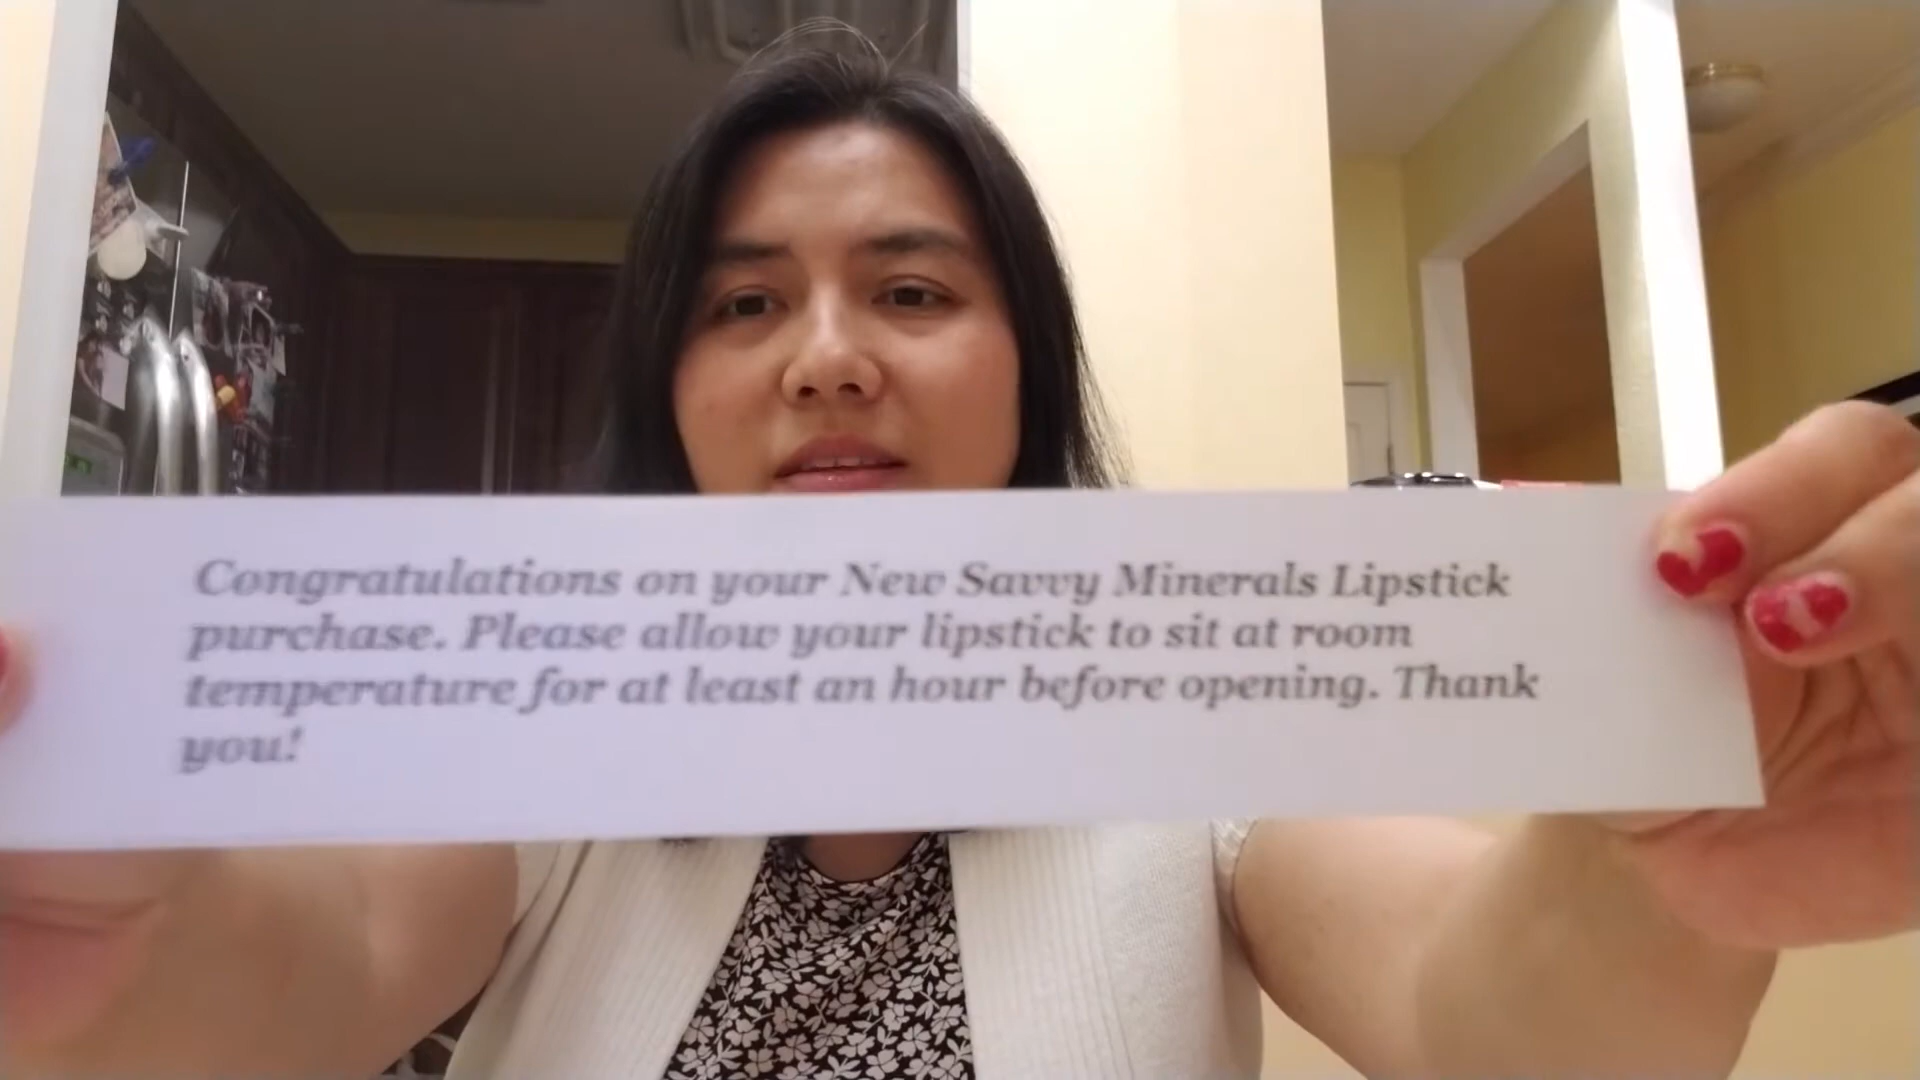 Congratulations on your New Savvy Minerals Lipstick
purchase. Please allow your lipstick to sit at room
temperature for at least an hour before opening. Thank
you!